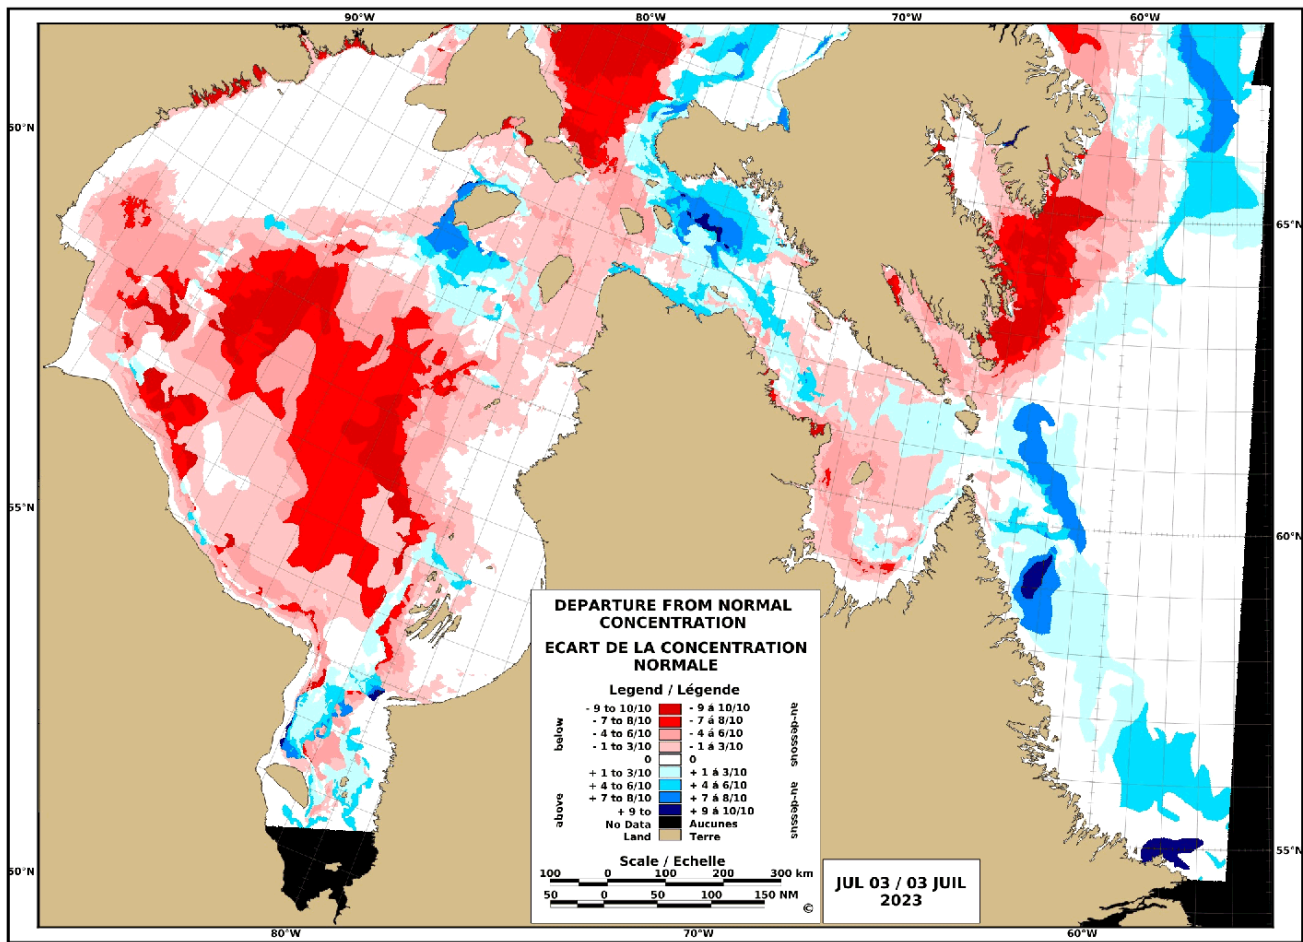 90°W 80°W 70°W 60°W
60°N
65°N
55°N
60°N
DEPARTURE FROM NORMAL
CONCENTRATION
ECART DE LA CONCENTRATION
NORMALE
Legend / Légende
below
above
- 9 to 10/10 - 9 á 10/10
- 7 to 8/10 - 7 á 8/10
- 4 to 6/10 - 4 á 6/10
- 1 to 3/10 - 1 á 3/10
0 0
+ 1 to 3/10 + 1 á 3/10
+ 4 to 6/10 + 4 á 6/10
+ 7 to 8/10 + 7 á 8/10
+ 9 to + 9 á 10/10
No Data Aucunes
Land Terre
au-dessous
au-dessus
Scale / Echelle
100 0 100 200 300 km
50 0 50 100 150 NM
©
JUL 03 / 03 JUIL
2023
55°N
50°N
80°W 70°W 60°W